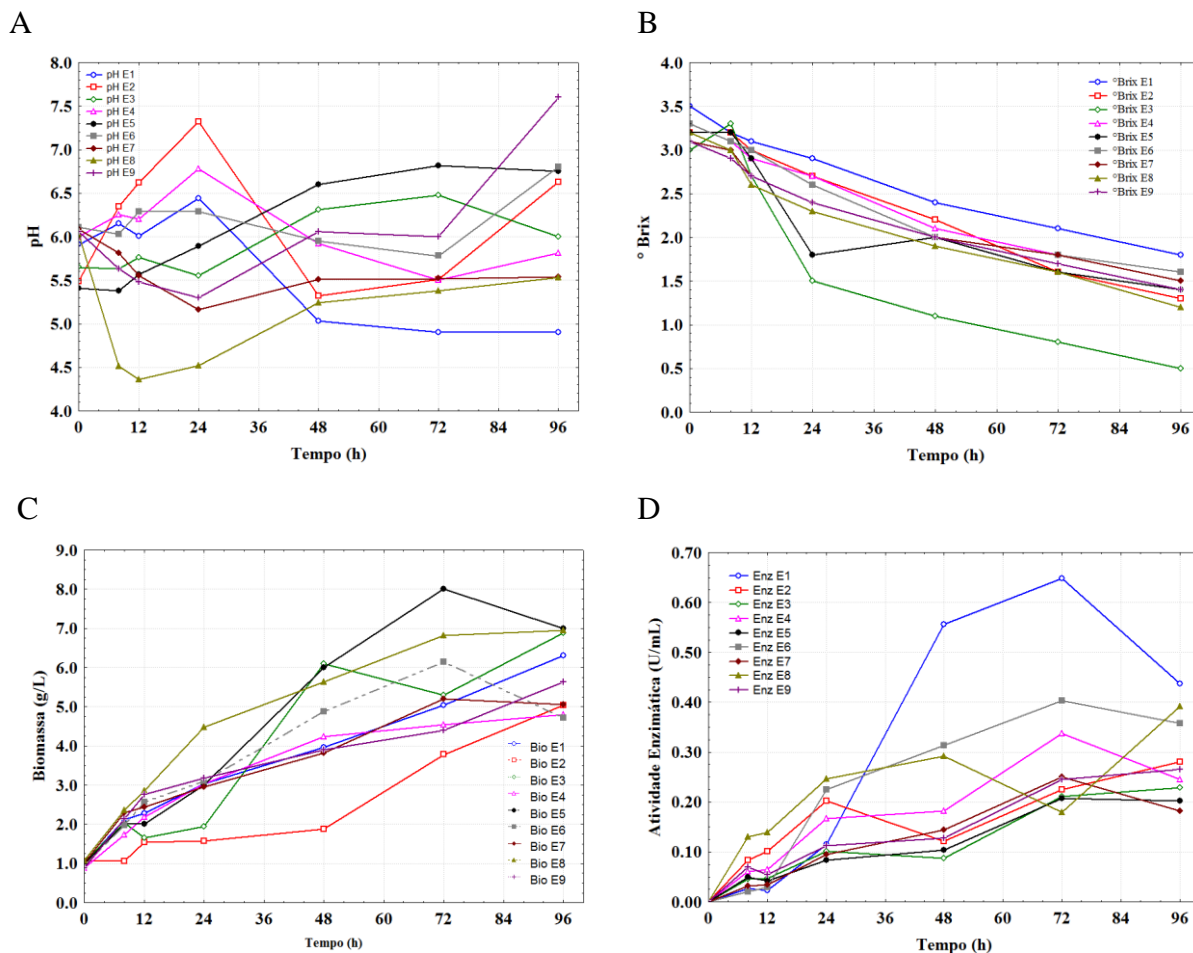 A
B
8.0
7.5
7.0
6.5
6.0
5.5
5.0
4.5
4.0
pH
pH E1
pH E2
pH E3
pH E4
pH E5
pH E6
pH E7
pH E8
pH E9
0 12 24 36 48 60 72 84 96
Tempo (h)
4.0
3.5
3.0
2.5
2.0
1.5
1.0
0.5
0.0
° Brix
°Brix E1
°Brix E2
°Brix E3
°Brix E4
°Brix E5
°Brix E6
°Brix E7
°Brix E8
°Brix E9
0 12 24 36 48 60 72 84 96
Tempo (h)
C
D
9.0
8.0
7.0
6.0
5.0
4.0
3.0
2.0
1.0
0.0
Biomassa (g/L)
Bio E1
Bio E2
Bio E3
Bio E4
Bio E5
Bio E6
Bio E7
Bio E8
Bio E9
0 12 24 36 48 60 72 84 96
Tempo (h)
0.70
0.60
0.50
0.40
0.30
0.20
0.10
0.00
Atividade Enzimática (U/mL)
Enz E1
Enz E2
Enz E3
Enz E4
Enz E5
Enz E6
Enz E7
Enz E8
Enz E9
0 12 24 36 48 60 72 84 96
Tempo (h)